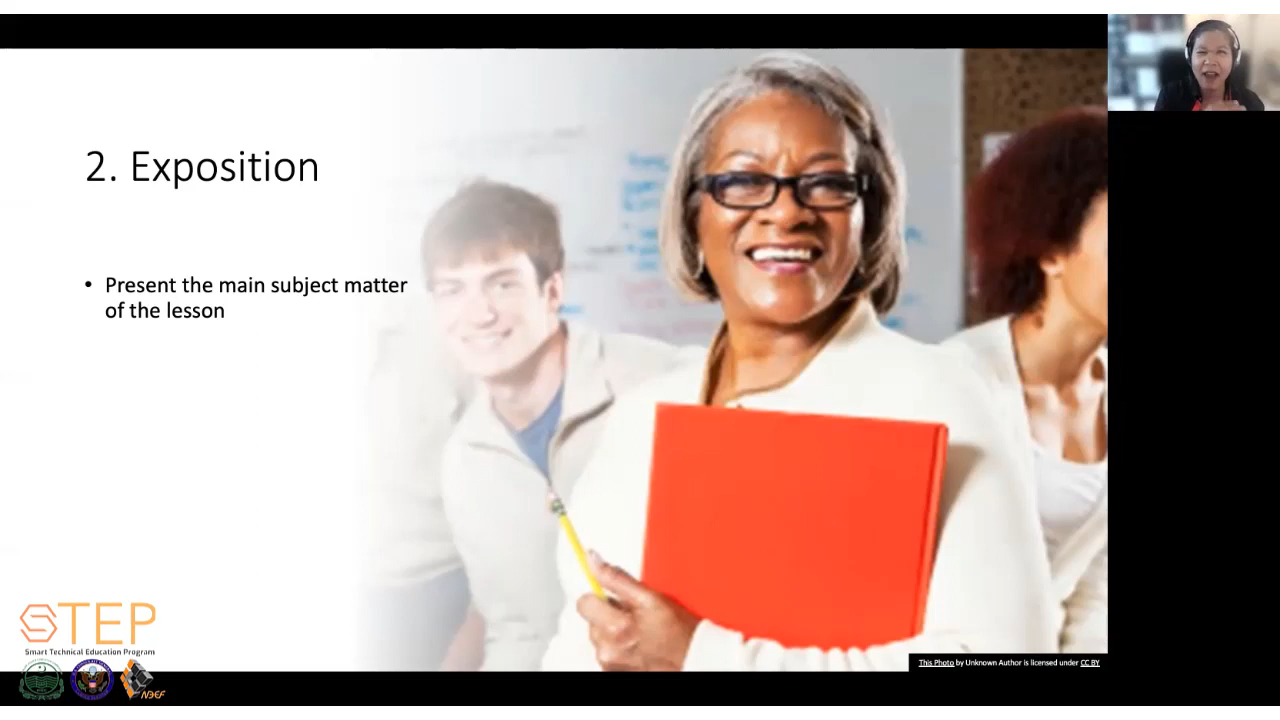 2. Exposition
• Present the main subject matter
of the lesson
STEP
Smart Technical Education Program
NDEF
This Photo by Unknown Author is licensed under CC BY